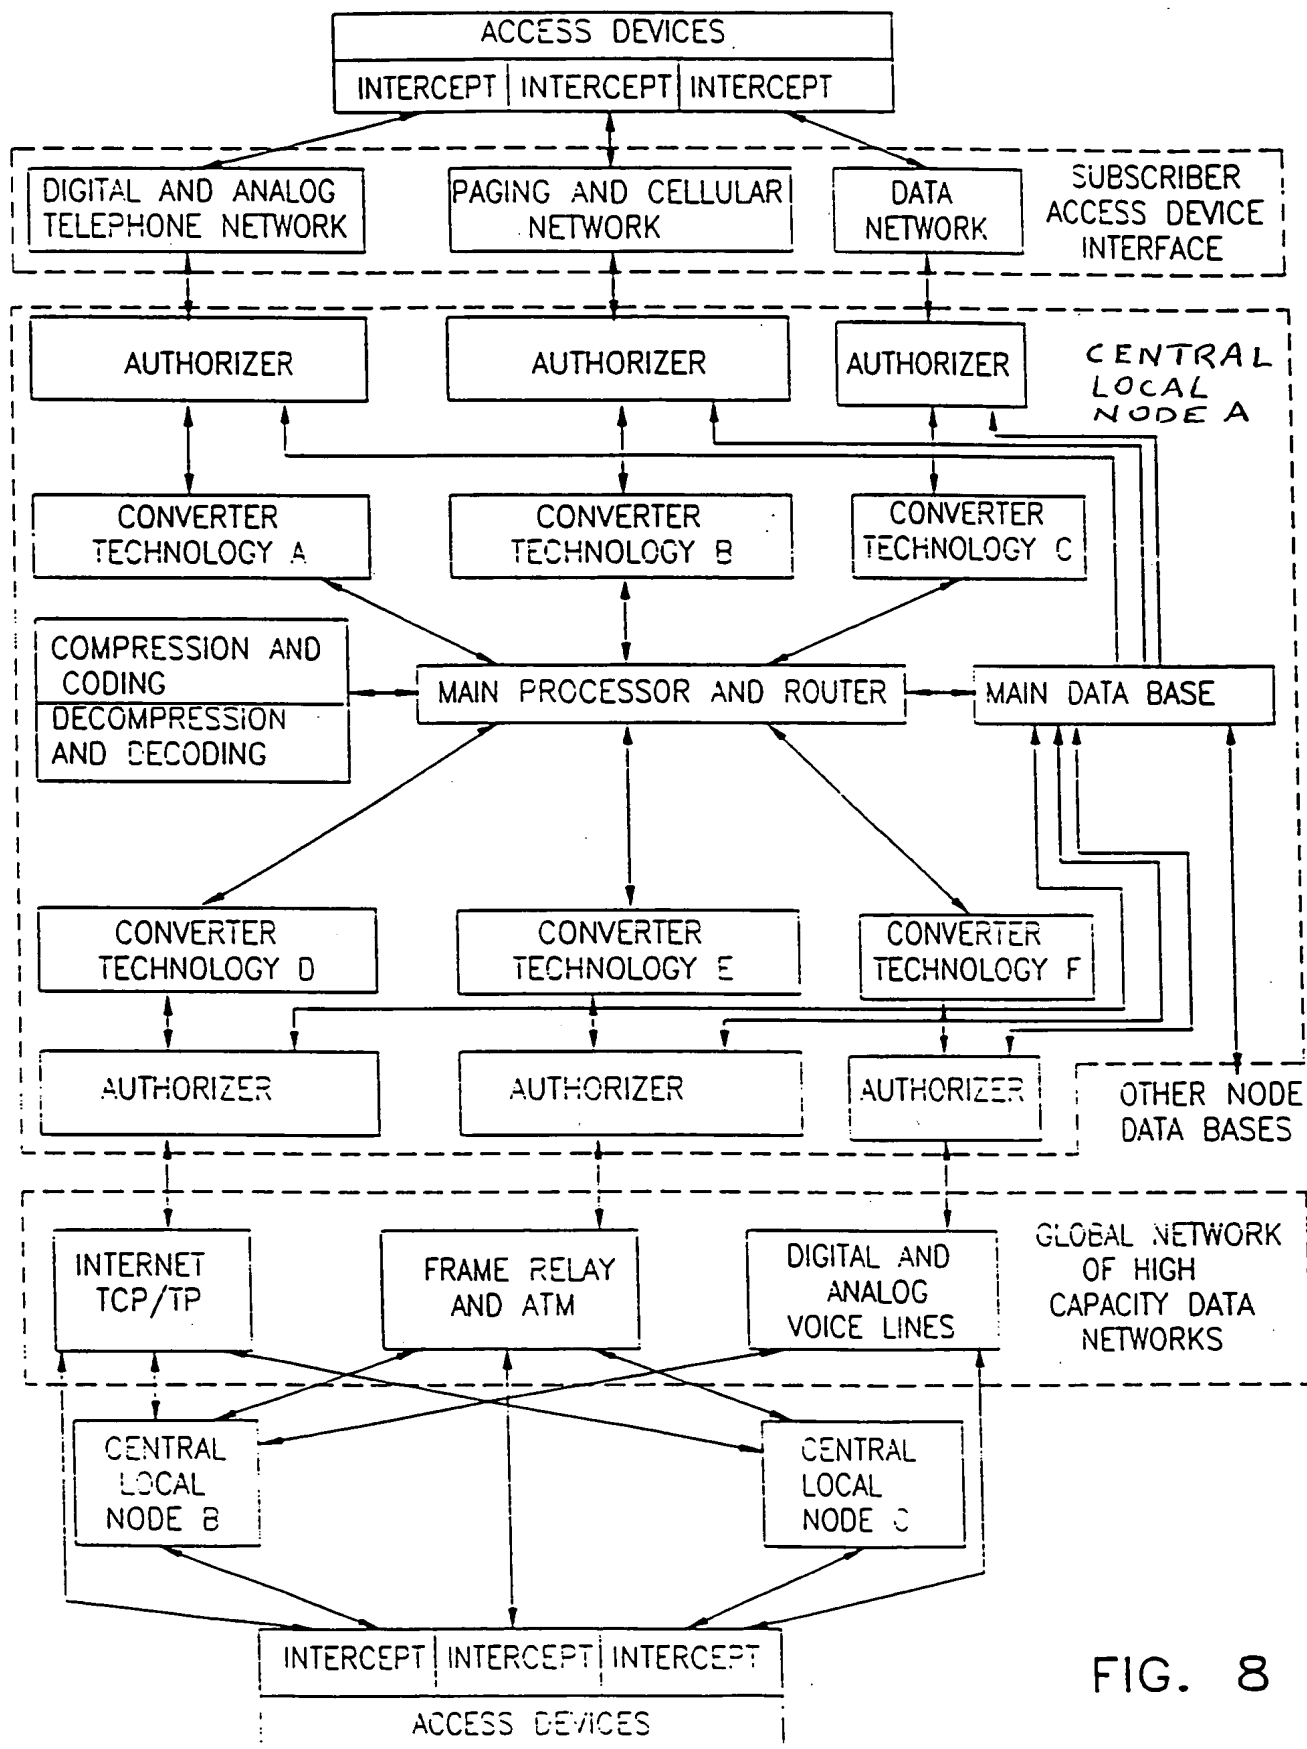 ACCESS DEVICES
INTERCEPT INTERCEPT INTERCEPT
DIGITAL AND ANALOG
TELEPHONE NETWORK
PAGING AND CELLULAR
NETWORK
DATA
NETWORK
SUBSCRIBER
ACCESS DEVICE
INTERFACE
AUTHORIZER
AUTHORIZER
AUTHORIZER
CENTRAL
LOCAL
NODE A
CONVERTER
TECHNOLOGY A
CONVERTER
TECHNOLOGY B
CONVERTER
TECHNOLOGY C
COMPRESSION AND
CODING
DECOMPRESSION
AND DECODING
MAIN PROCESSOR AND ROUTER
MAIN DATA BASE
CONVERTER
TECHNOLOGY D
CONVERTER
TECHNOLOGY E
CONVERTER
TECHNOLOGY F
AUTHORIZER
AUTHORIZER
AUTHORIZER
OTHER NODE
DATA BASES
INTERNET
TCP/TP
FRAME RELAY
AND ATM
DIGITAL AND
ANALOG
VOICE LINES
GLOBAL NETWORK
OF HIGH
CAPACITY DATA
NETWORKS
CENTRAL
LOCAL
NODE B
CENTRAL
LOCAL
NODE C
INTERCEPT INTERCEPT INTERCEPT
ACCESS DEVICES
FIG. 8